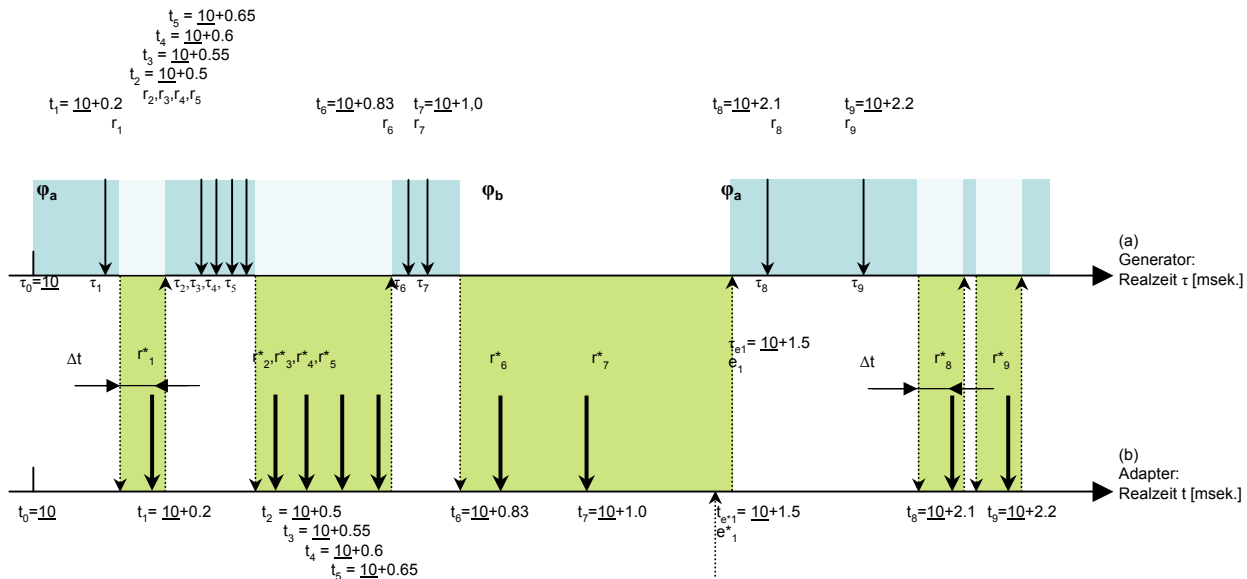 t5 = 10+0.65
t4 = 10+0.6
t3 = 10+0.55
t2 = 10+0.5
r2,r3,r4,r5
t1= 10+0.2
r1
t6=10+0.83
r6
t7=10+1,0
r7
t8=10+2.1
r8
t9=10+2.2
r9
φa
φb
φa
(a)
Generator:
Realzeit τ [msek.]
τ0=10
τ1
τ2,τ3,τ4, τ5
τ6
τ7
τ8
τ9
Δt
r*1
r*2,r*3,r*4,r*5
r*6
r*7
τe1= 10+1.5
e1
Δt
r*8
r*9
(b)
Adapter:
Realzeit t [msek.]
t0=10
t1= 10+0.2
t2 = 10+0.5
t3 = 10+0.55
t4 = 10+0.6
t5 = 10+0.65
t6=10+0.83
t7=10+1.0
te*1= 10+1.5
e*1
t8=10+2.1
t9=10+2.2